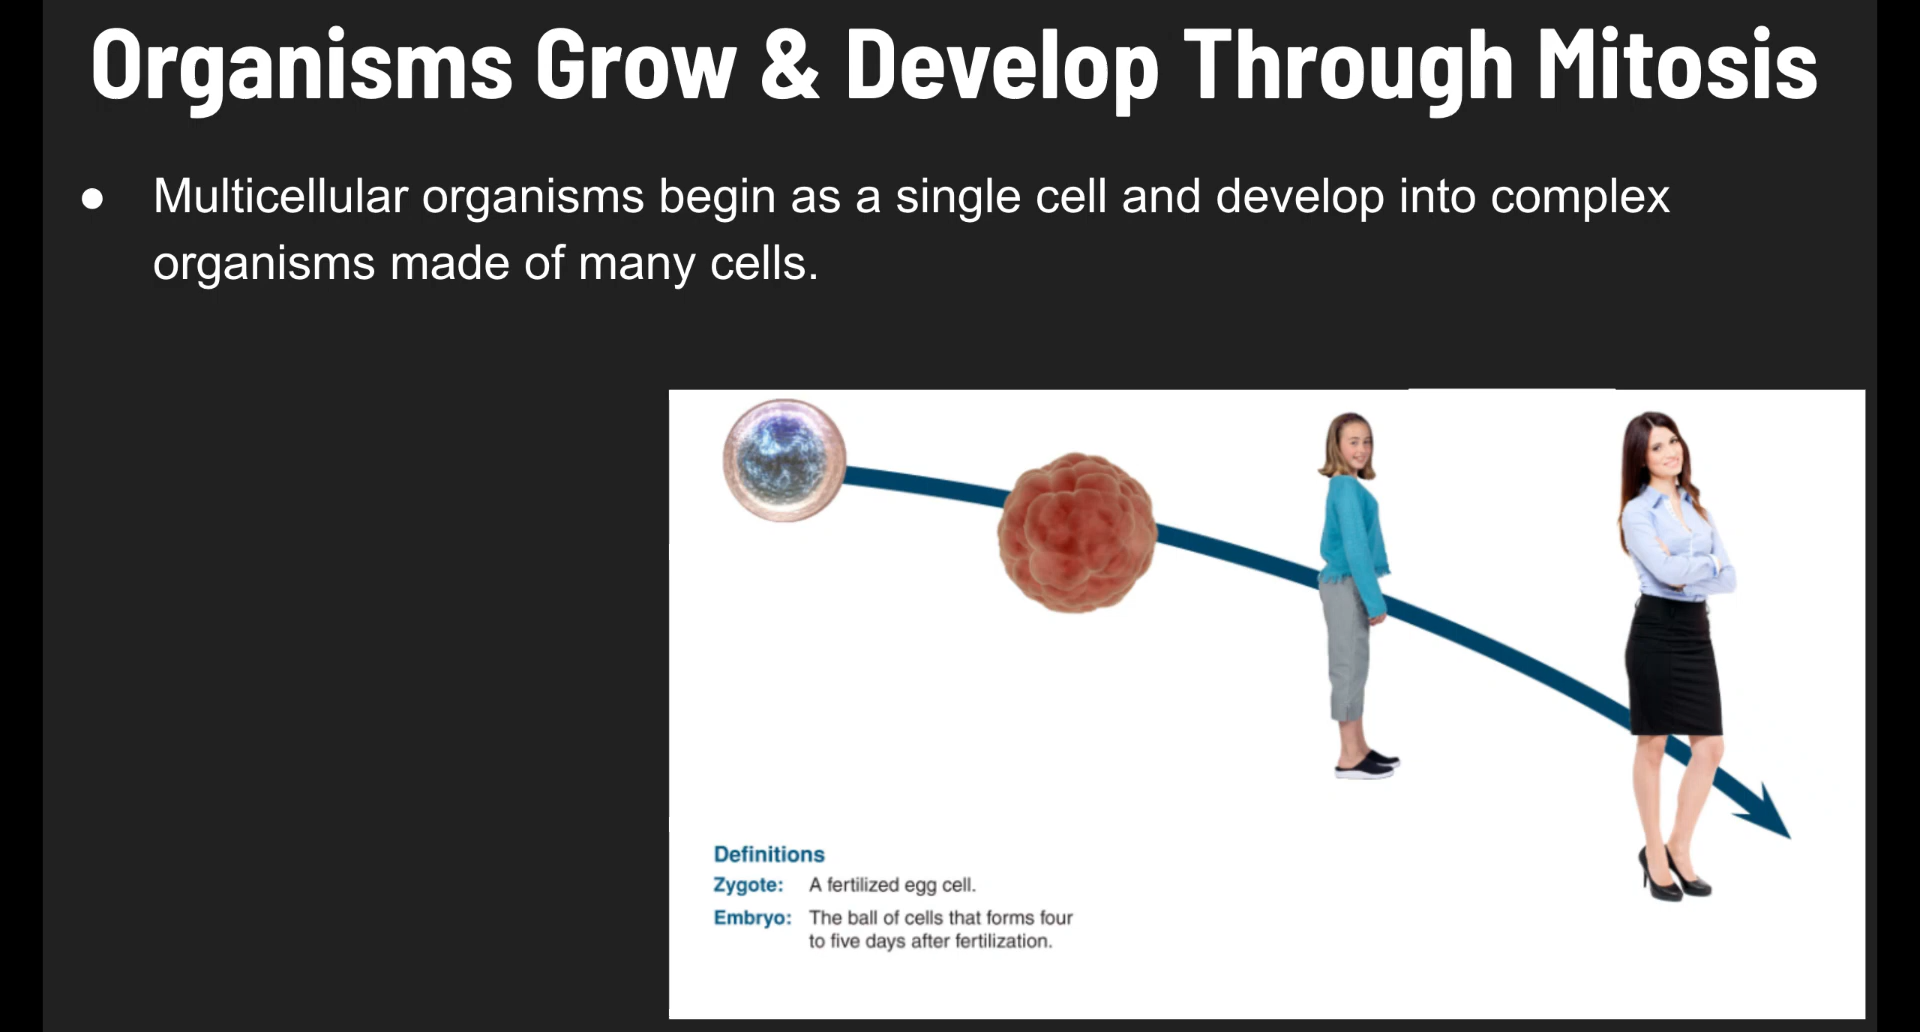 Organisms Grow & Develop Through Mitosis
● Multicellular organisms begin as a single cell and develop into complex
organisms made of many cells.
Definitions
Zygote: A fertilized egg cell.
Embryo: The ball of cells that forms four
to five days after fertilization.